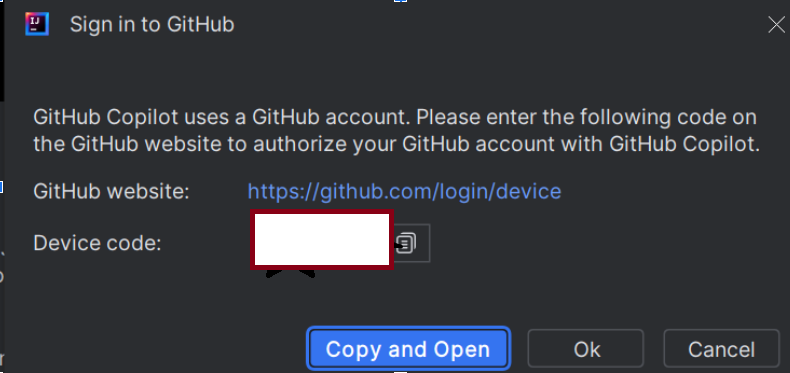 Sign in to GitHub
GitHub Copilot uses a GitHub account. Please enter the following code on
the GitHub website to authorize your GitHub account with GitHub Copilot.
GitHub website: https://github.com/login/device
Device code:
Copy and Open Ok Cancel